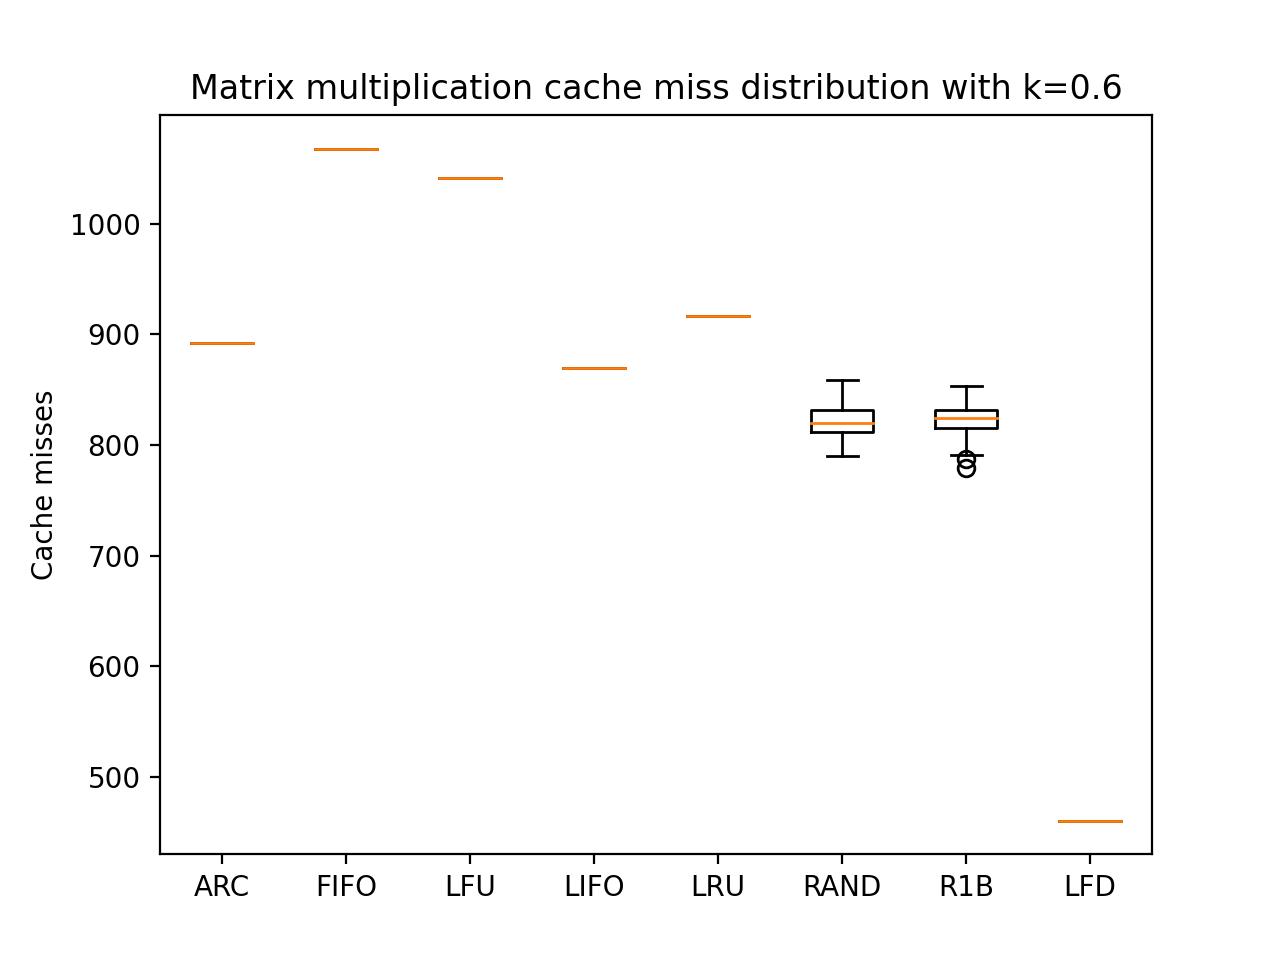 Matrix multiplication cache miss distribution with k=0.6
Cache misses
1000
900
800
700
600
500
ARC FIFO LFU LIFO LRU RAND R1B LFD